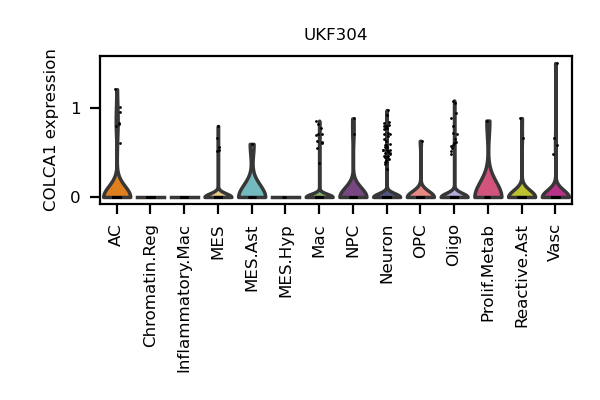 UKF304
COLCA1 expression
1
0
AC
Chromatin.Reg
Inflammatory.Mac
MES
MES.Ast
MES.Hyp
Mac
NPC
Neuron
OPC
Oligo
Prolif.Metab
Reactive.Ast
Vasc